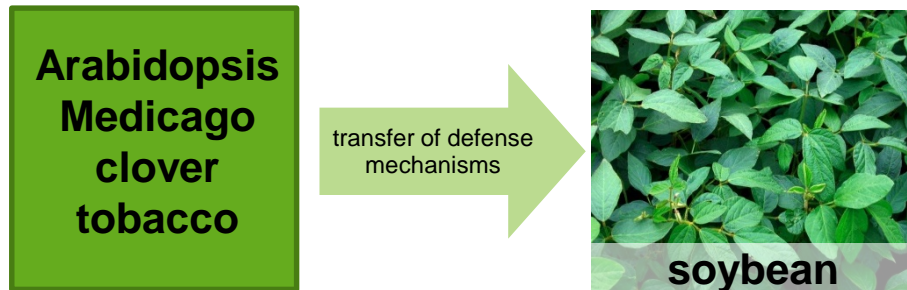 Arabidopsis
Medicago
clover
tobacco
transfer of defense
mechanisms
soybean